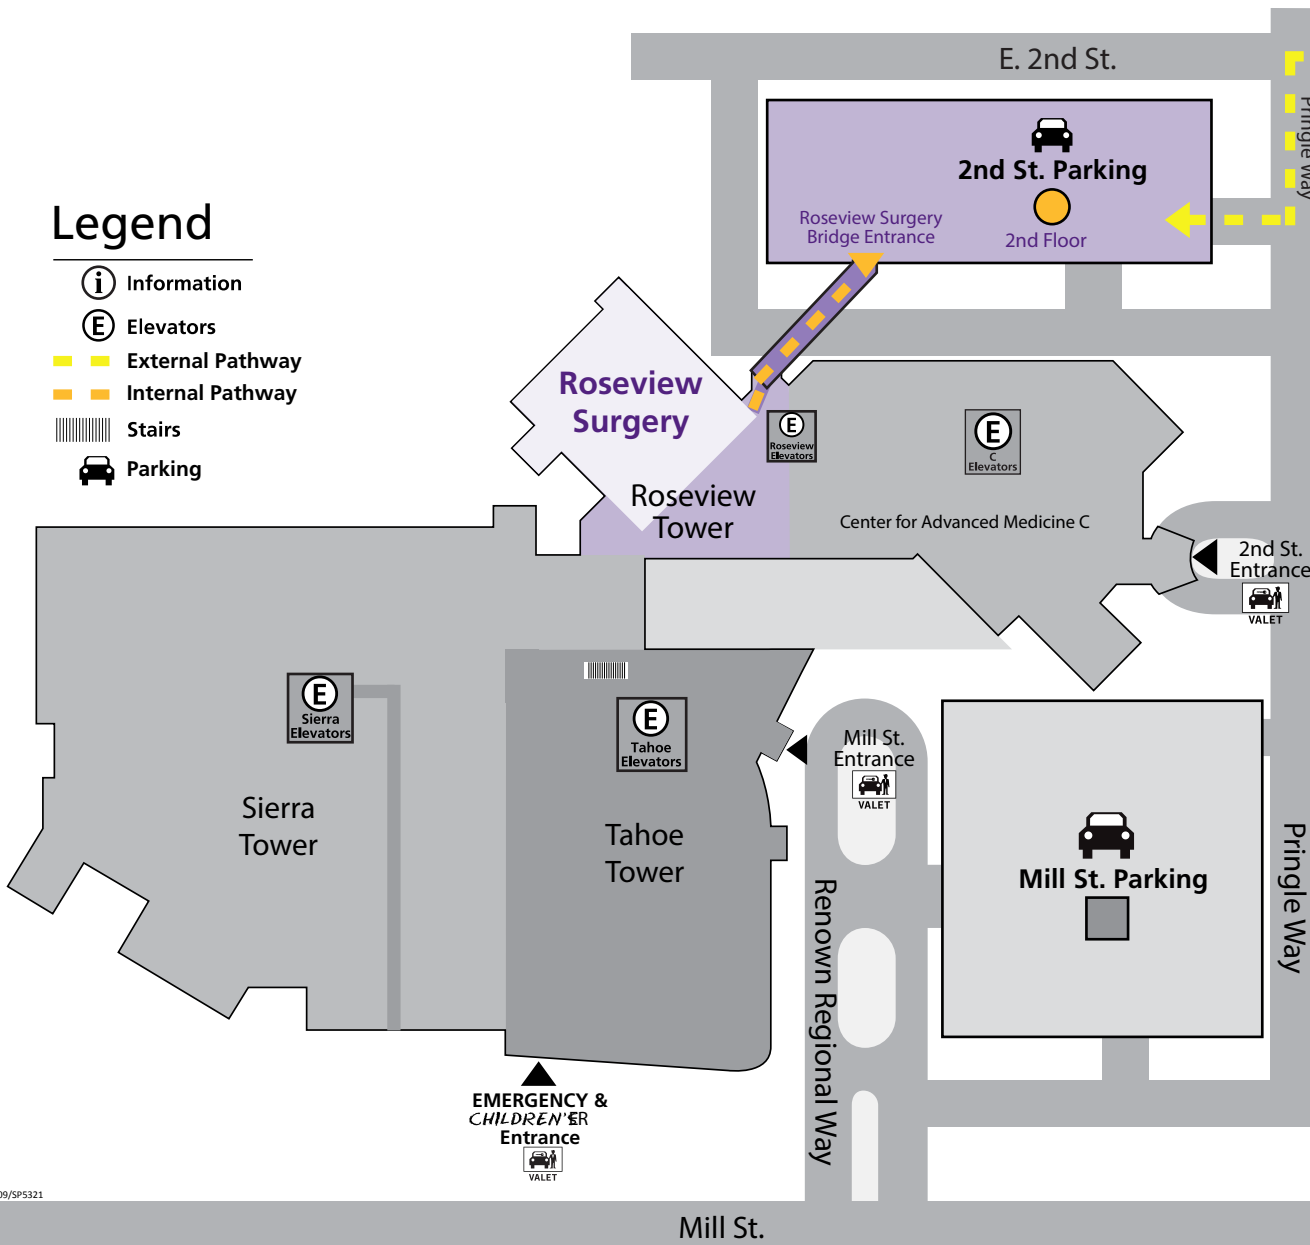 E. 2nd St.
Pringle Way
2nd St. Parking
Roseview Surgery
Bridge Entrance
2nd Floor
Legend
i Information
E Elevators
External Pathway
Internal Pathway
Stairs
Parking
Roseview
Surgery
E
Roseview
Elevators
E
C
Elevators
Roseview
Tower
Center for Advanced Medicine C
2nd St.
Entrance
VALET
E
Sierra
Elevators
E
Tahoe
Elevators
Mill St.
Entrance
VALET
Sierra
Tower
Tahoe
Tower
Mill St. Parking
Pringle Way
Renown Regional Way
EMERGENCY &
CHILDREN'S ER
Entrance
VALET
09/SP5321
Mill St.